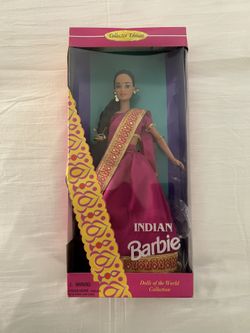 Collector Edition
INDIAN
Barbie
Dolls of the World
Collection
⚠ WARNING: